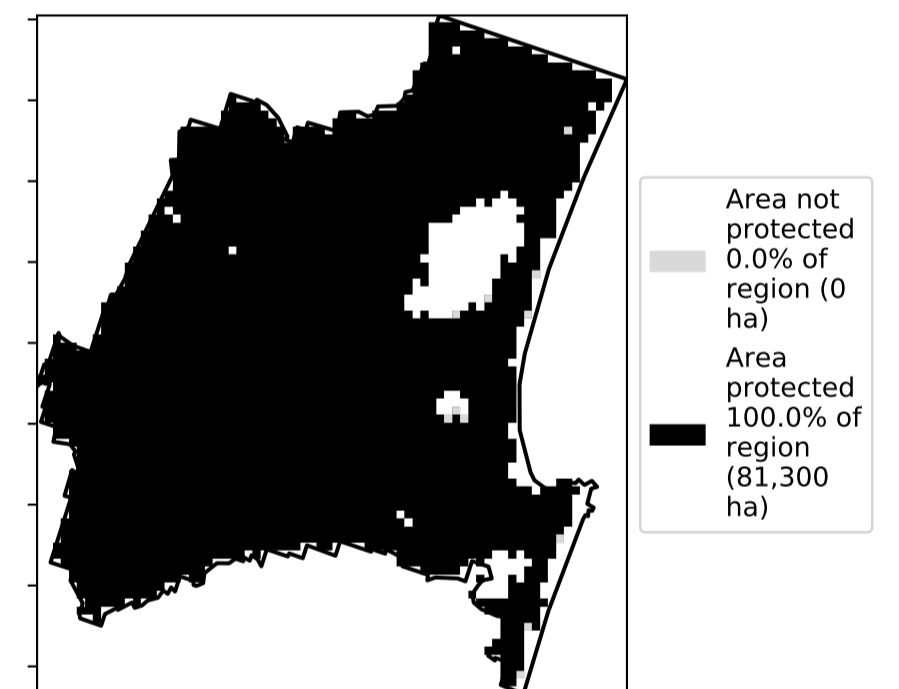 Area not
protected
0.0% of
region (0
ha)
Area
protected
100.0% of
region
(81,300
ha)